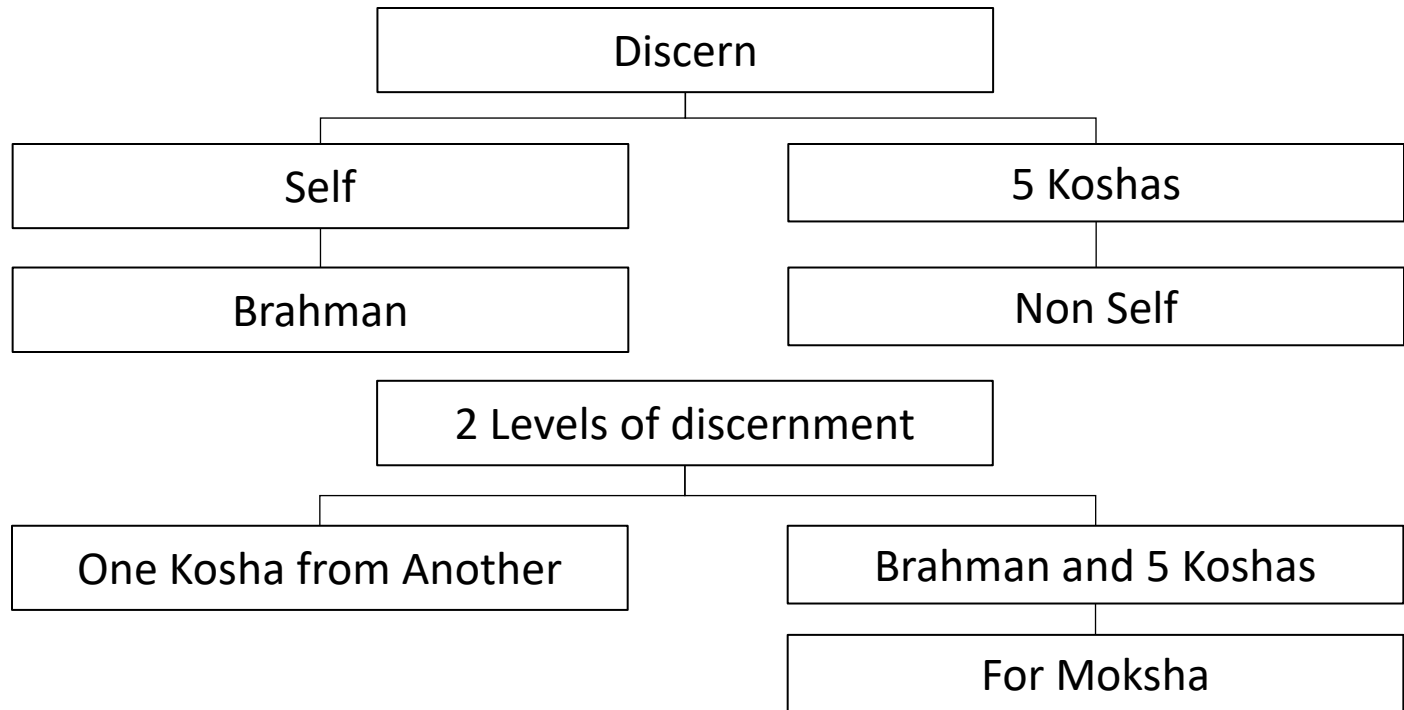 Discern
Self
5 Koshas
Brahman
Non Self
2 Levels of discernment
One Kosha from Another
Brahman and 5 Koshas
For Moksha